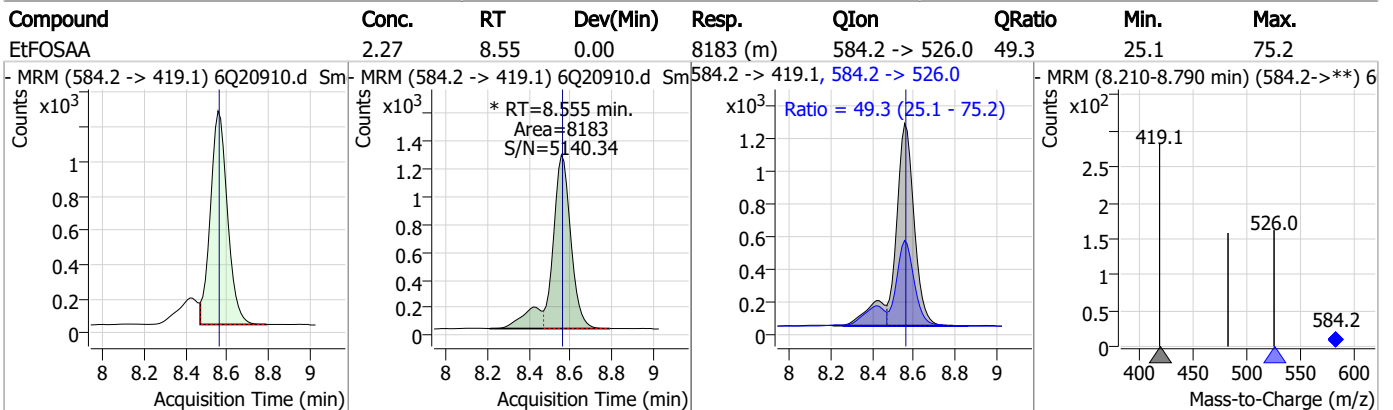 Compound Conc. RT Dev(Min) Resp. QIon QRatio Min. Max.
EtFOSAA 2.27 8.55 0.00 8183 (m) 584.2 -> 526.0 49.3 25.1 75.2
- MRM (584.2 -> 419.1) 6Q20910.d Sm
Counts
x10³
1
0.8
0.6
0.4
0.2
0
8 8.2 8.4 8.6 8.8 9
Acquisition Time (min)
- MRM (584.2 -> 419.1) 6Q20910.d Sm
Counts
x10³
* RT=8.555 min.
Area=8183
S/N=5140.34
1.4
1.2
1
0.8
0.6
0.4
0.2
0
8 8.2 8.4 8.6 8.8 9
Acquisition Time (min)
584.2 -> 419.1, 584.2 -> 526.0
Counts
x10³
Ratio = 49.3 (25.1 - 75.2)
1.2
1
0.8
0.6
0.4
0.2
0
8 8.2 8.4 8.6 8.8 9
Acquisition Time (min)
- MRM (8.210-8.790 min) (584.2->**) 6
Counts
x10²
419.1
2.5
2
526.0
1.5
1
0.5
584.2
0
400 450 500 550 600
Mass-to-Charge (m/z)